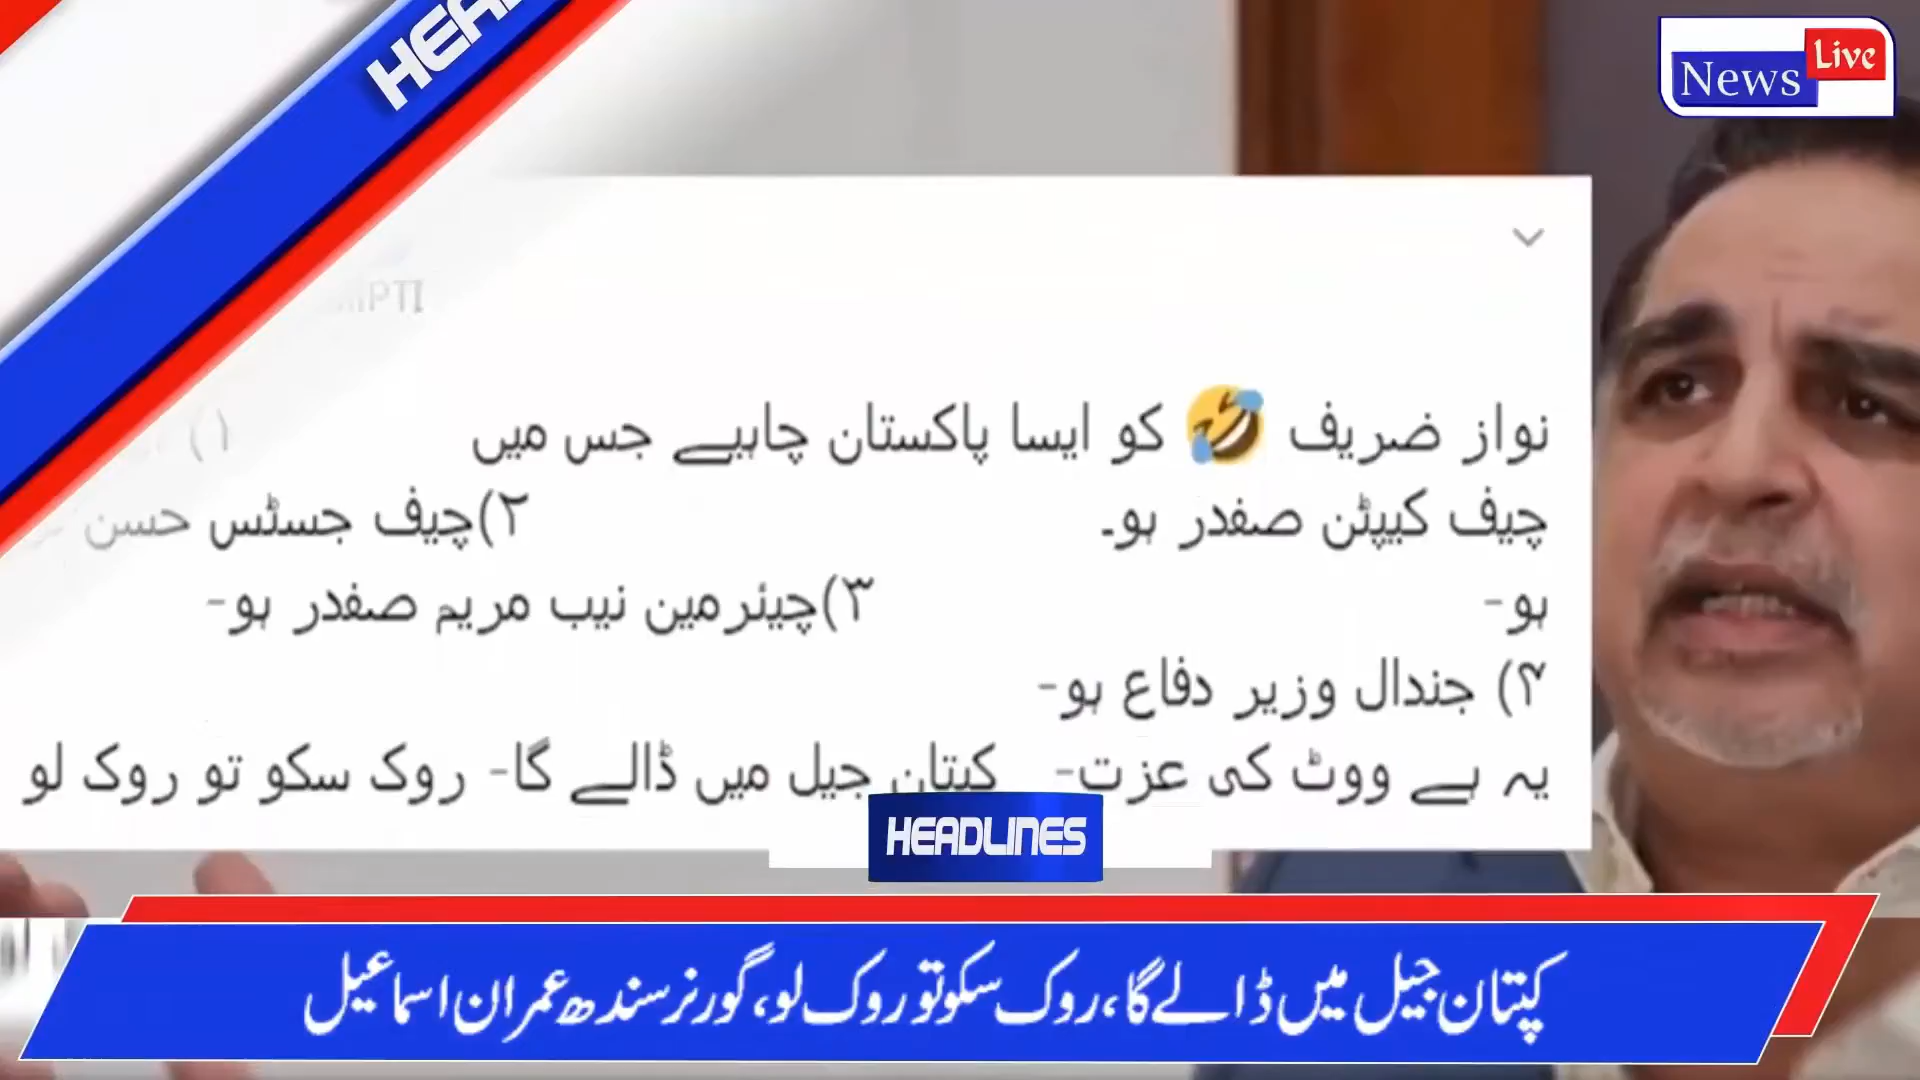 HEAD
News Live
PTI
نواز ضریف 🤣 کو ایسا پاکستان چاہیے جس میں (۱
چیف کیپٹن صفدر ہو۔ ۲)چیف جسٹس حسن
ہو- ۳)چیئرمین نیب مریم صفدر ہو-
۴) جندال وزیر دفاع ہو-
یہ ہے ووٹ کی عزت- کپتان جیل میں ڈالے گا- روک سکو تو روک لو
HEADLINES
کپتان جیل میں ڈالے گا، روک سکو تو روک لو، گورنر سندھ عمران اسماعیل